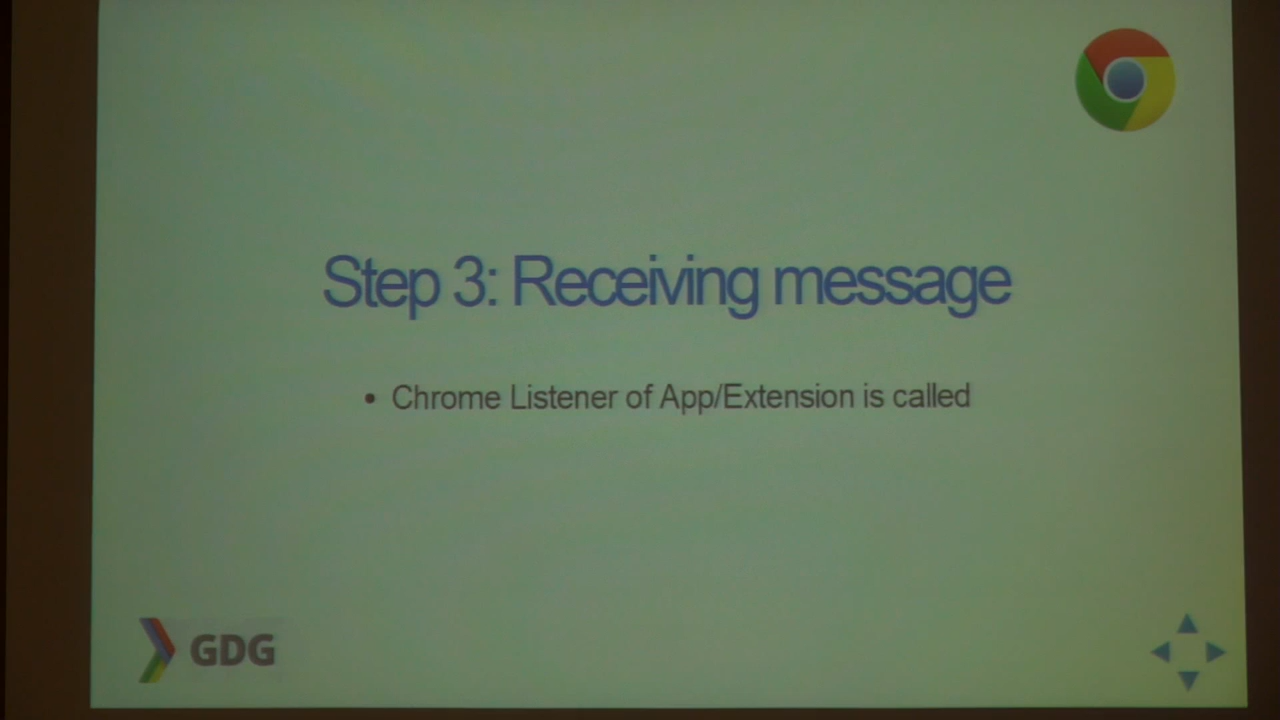 Step 3: Receiving message
• Chrome Listener of App/Extension is called
GDG